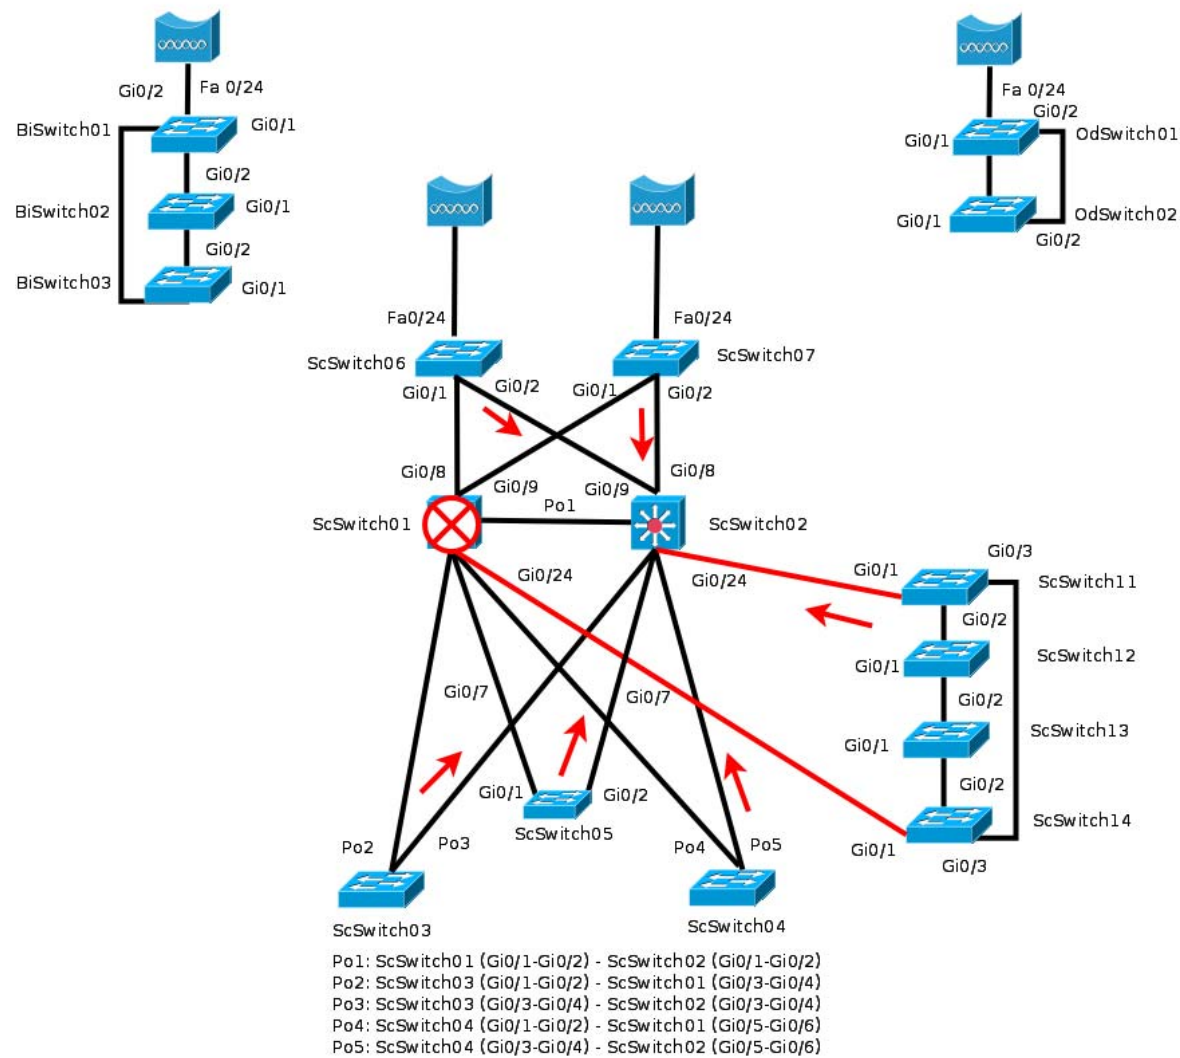 Gi0/2
Fa 0/24
Fa 0/24
Gi0/2
BiSwitch01
Gi0/1
Gi0/1
OdSwitch01
Gi0/2
BiSwitch02
Gi0/1
Gi0/1
OdSwitch02
Gi0/2
Gi0/2
BiSwitch03
Gi0/1
Fa0/24
Fa0/24
ScSwitch06
ScSwitch07
Gi0/1
Gi0/2
Gi0/1
Gi0/2
Gi0/8
Gi0/9
Gi0/9
Gi0/8
Po1
ScSwitch01
ScSwitch02
Gi0/24
Gi0/24
Gi0/1
Gi0/3
ScSwitch11
Gi0/2
Gi0/1
ScSwitch12
Gi0/7
Gi0/7
Gi0/2
ScSwitch13
Gi0/1
Gi0/2
Gi0/1
Gi0/2
ScSwitch14
ScSwitch05
Po2
Po3
Po4
Po5
Gi0/1
Gi0/3
ScSwitch03
ScSwitch04
Po1: ScSwitch01 (Gi0/1-Gi0/2) - ScSwitch02 (Gi0/1-Gi0/2)
Po2: ScSwitch03 (Gi0/1-Gi0/2) - ScSwitch01 (Gi0/3-Gi0/4)
Po3: ScSwitch03 (Gi0/3-Gi0/4) - ScSwitch02 (Gi0/3-Gi0/4)
Po4: ScSwitch04 (Gi0/1-Gi0/2) - ScSwitch01 (Gi0/5-Gi0/6)
Po5: ScSwitch04 (Gi0/3-Gi0/4) - ScSwitch02 (Gi0/5-Gi0/6)